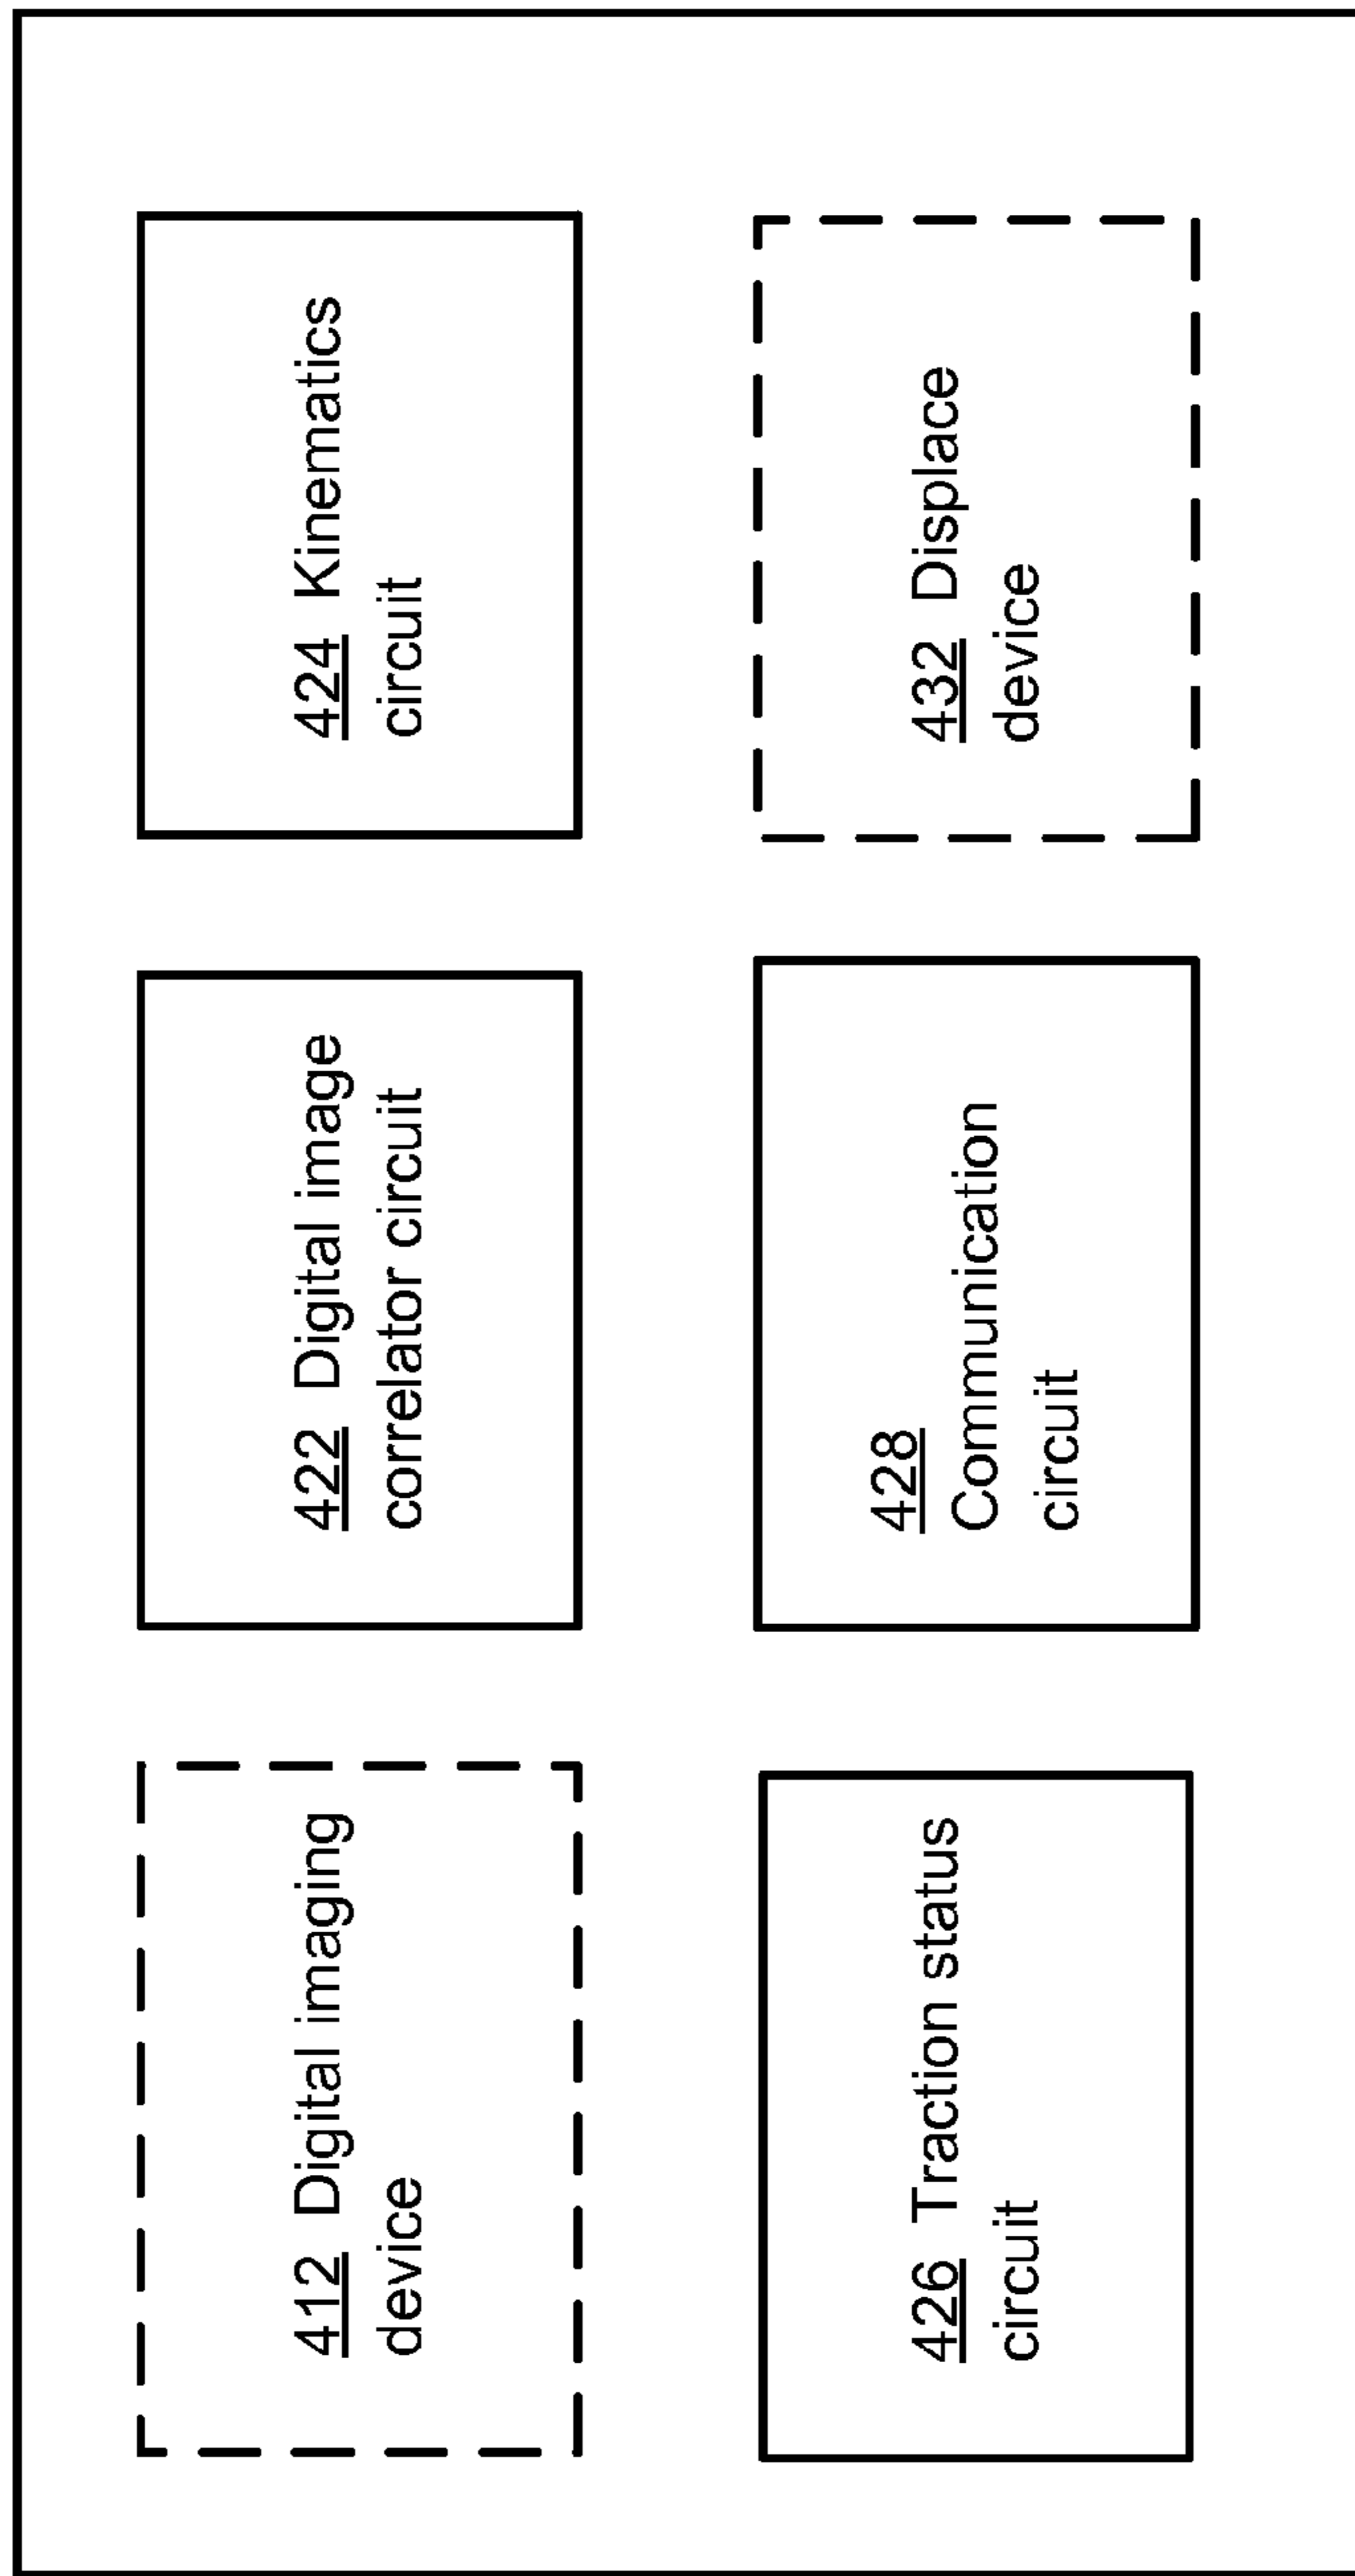 412 Digital imaging
device
422 Digital image
correlator circuit
424 Kinematics
circuit
426 Traction status
circuit
428
Communication
circuit
432 Displace
device